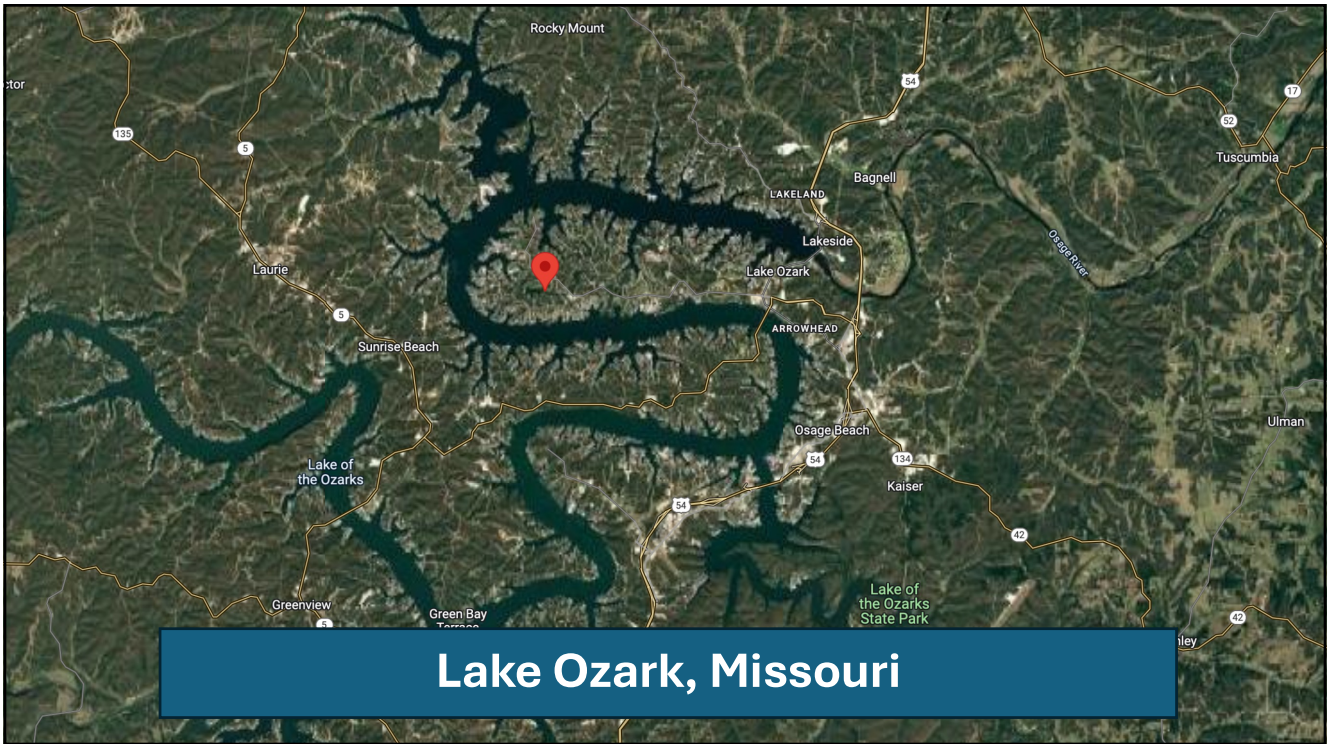 Rocky Mount
54
17
ctor
52
135
5
Tuscumbia
Bagnell
LAKELAND
Lakeside
Osage River
Laurie
Lake Ozark
5
ARROWHEAD
Sunrise Beach
Ulman
Osage Beach
54
134
Lake of
the Ozarks
Kaiser
54
42
Lake of
the Ozarks
State Park
Greenview
Green Bay
Terrace
5
42
nley
Lake Ozark, Missouri